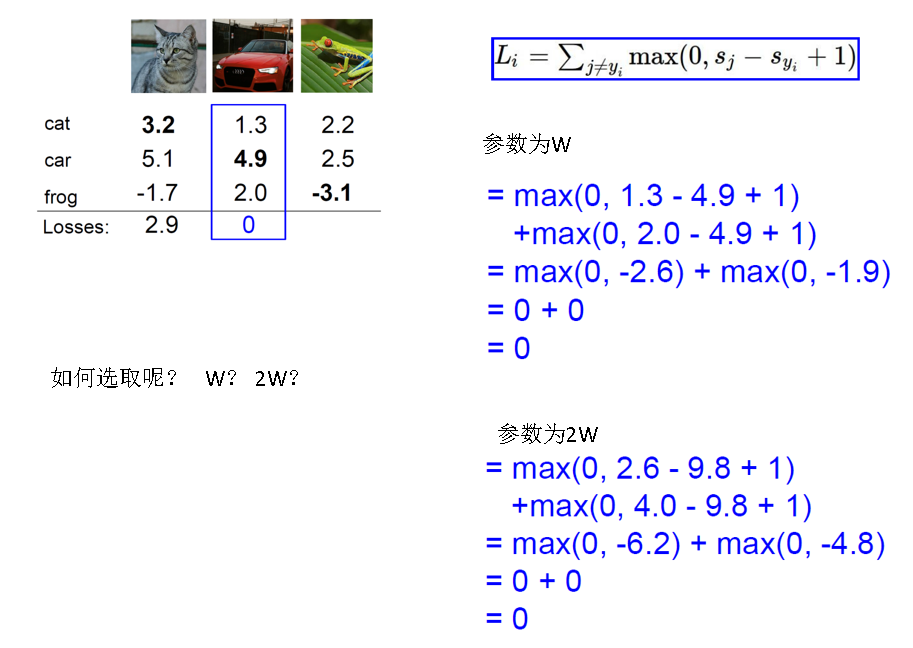 cat 3.2 1.3 2.2
car 5.1 4.9 2.5
frog -1.7 2.0 -3.1
Losses: 2.9 0
如何选取呢? W? 2W?
L_i = ∑_{j≠y_i} max(0, s_j − s_{y_i} + 1)
参数为W
= max(0, 1.3 - 4.9 + 1)
+max(0, 2.0 - 4.9 + 1)
= max(0, -2.6) + max(0, -1.9)
= 0 + 0
= 0
参数为2W
= max(0, 2.6 - 9.8 + 1)
+max(0, 4.0 - 9.8 + 1)
= max(0, -6.2) + max(0, -4.8)
= 0 + 0
= 0